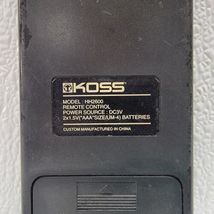 KOSS
MODEL : HH2600
REMOTE CONTROL
POWER SOURCE : DC3V
2x1.5V("AAA"SIZE/UM-4) BATTERIES
CUSTOM MANUFACTURED IN CHINA